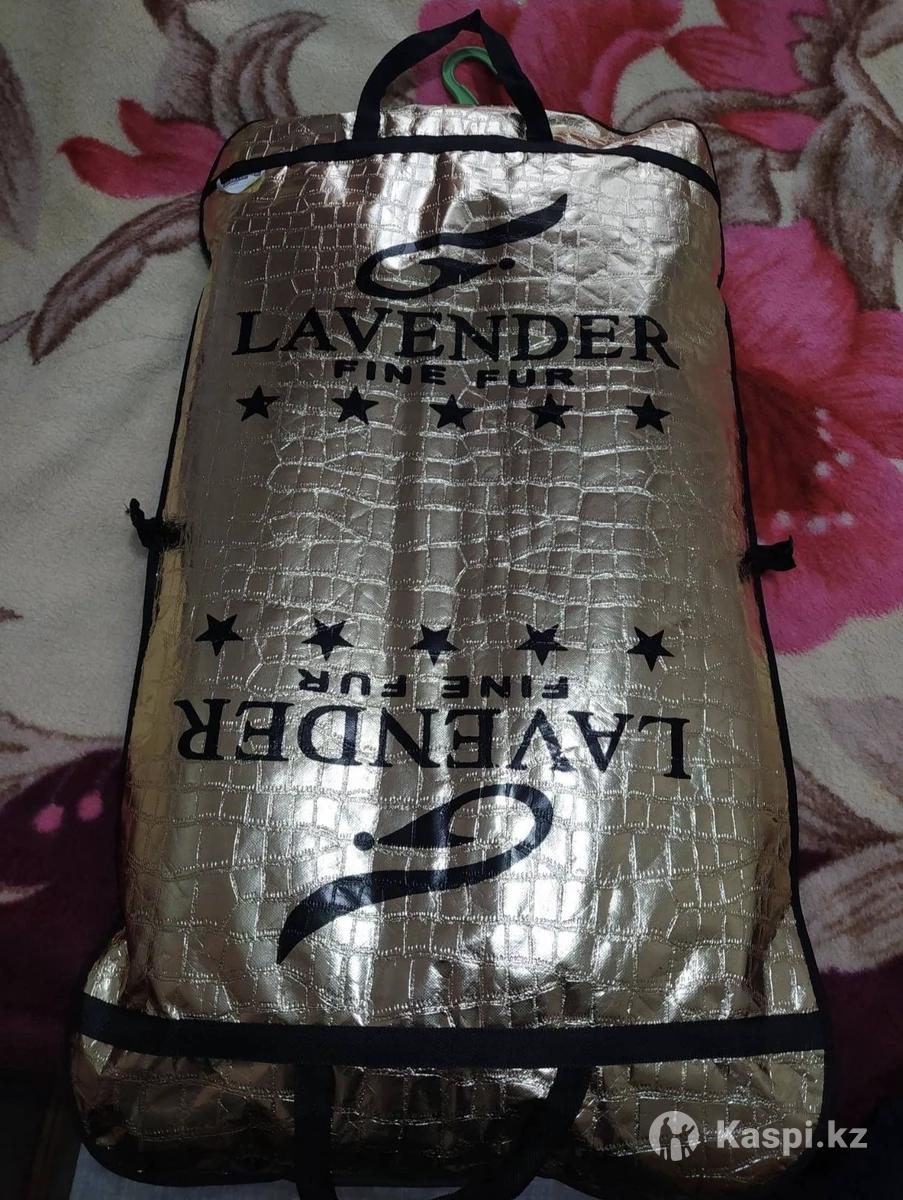 LAVENDER
FINE FUR
FINE FUR
LAVENDER
Kaspi.kz